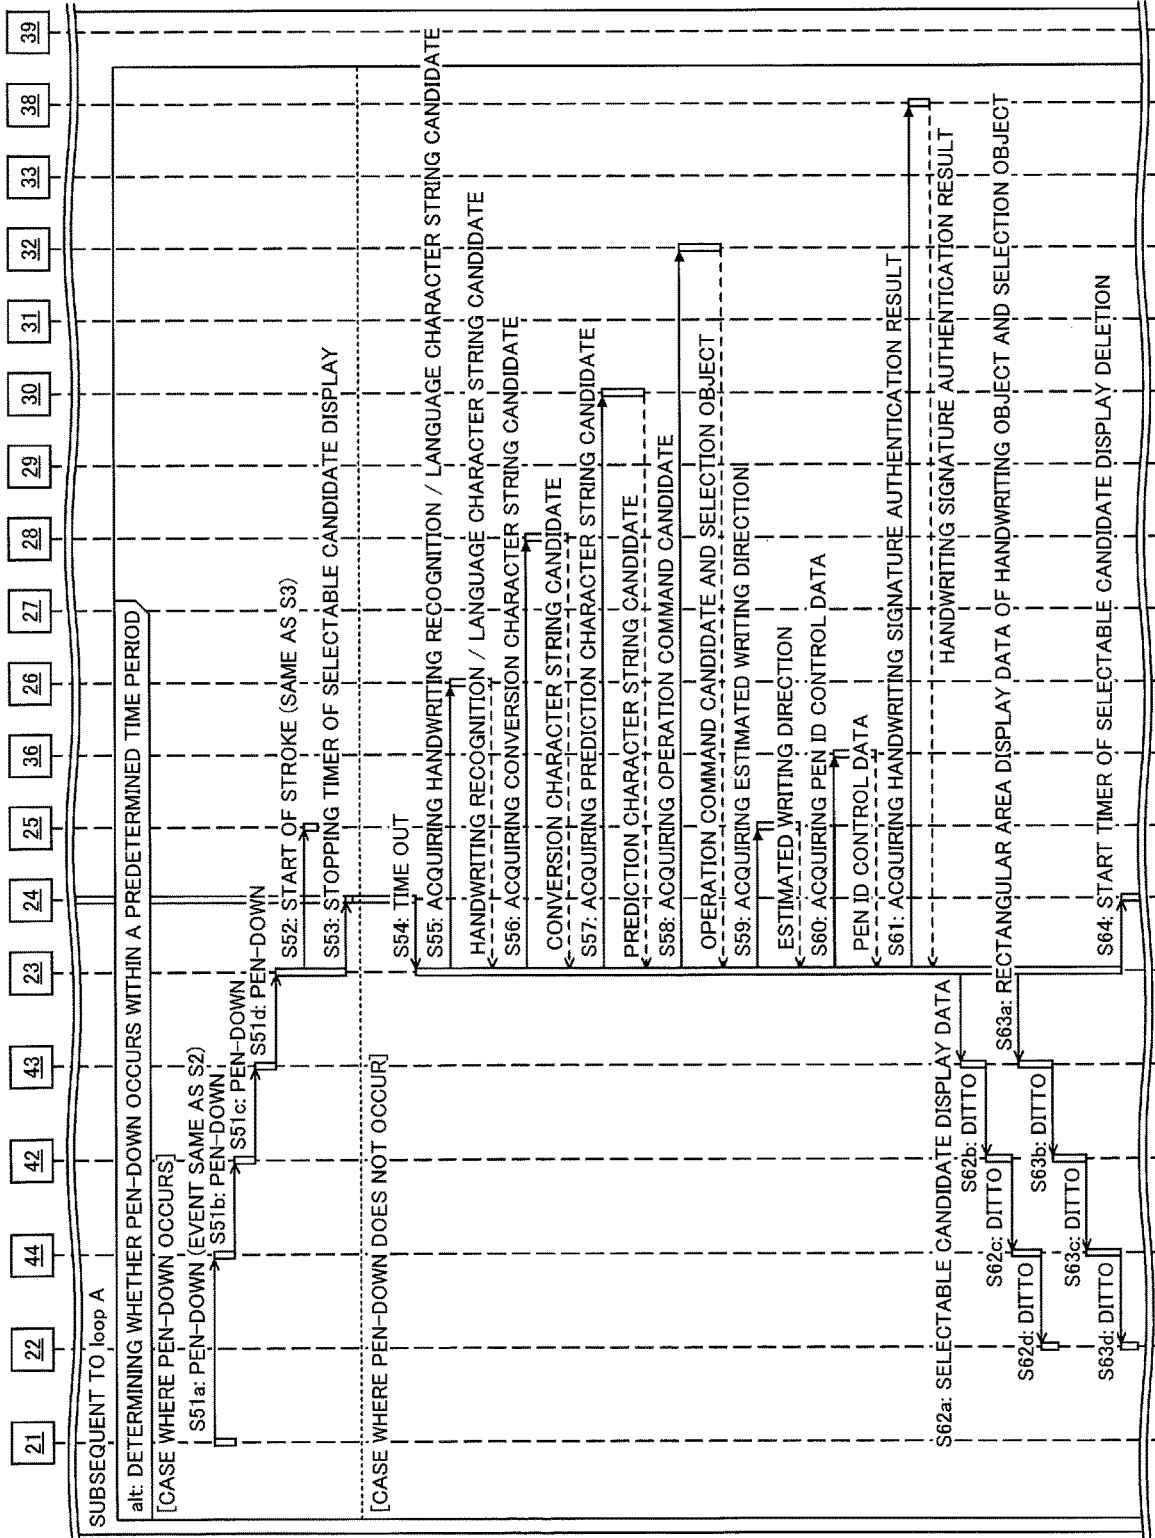 21
22
44
42
43
23
24
25
36
26
27
28
29
30
31
32
33
38
39
SUBSEQUENT TO loop A
alt: DETERMINING WHETHER PEN-DOWN OCCURS WITHIN A PREDETERMINED TIME PERIOD
[CASE WHERE PEN-DOWN OCCURS]
S51a: PEN-DOWN (EVENT SAME AS S2)
S51b: PEN-DOWN
S51c: PEN-DOWN
S51d: PEN-DOWN
S52: START OF STROKE (SAME AS S3)
S53: STOPPING TIMER OF SELECTABLE CANDIDATE DISPLAY
[CASE WHERE PEN-DOWN DOES NOT OCCUR]
S54: TIME OUT
S55: ACQUIRING HANDWRITING RECOGNITION / LANGUAGE CHARACTER STRING CANDIDATE
HANDWRITING RECOGNITION / LANGUAGE CHARACTER STRING CANDIDATE
S56: ACQUIRING CONVERSION CHARACTER STRING CANDIDATE
CONVERSION CHARACTER STRING CANDIDATE
S57: ACQUIRING PREDICTION CHARACTER STRING CANDIDATE
PREDICTION CHARACTER STRING CANDIDATE
S58: ACQUIRING OPERATION COMMAND CANDIDATE
OPERATION COMMAND CANDIDATE AND SELECTION OBJECT
S59: ACQUIRING ESTIMATED WRITING DIRECTION
ESTIMATED WRITING DIRECTION
S60: ACQUIRING PEN ID CONTROL DATA
PEN ID CONTROL DATA
S61: ACQUIRING HANDWRITING SIGNATURE AUTHENTICATION RESULT
HANDWRITING SIGNATURE AUTHENTICATION RESULT
S62a: SELECTABLE CANDIDATE DISPLAY DATA
S62b: DITTO
S62c: DITTO
S62d: DITTO
S63a: RECTANGULAR AREA DISPLAY DATA OF HANDWRITING OBJECT AND SELECTION OBJECT
S63b: DITTO
S63c: DITTO
S63d: DITTO
S64: START TIMER OF SELECTABLE CANDIDATE DISPLAY DELETION